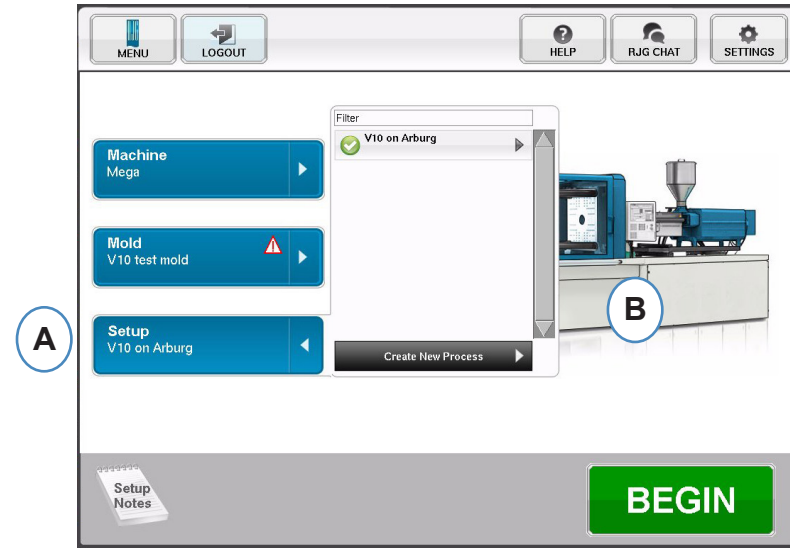 MENU
LOGOUT
HELP
RJG CHAT
SETTINGS
Filter
V10 on Arburg
Machine
Mega
Mold
V10 test mold
Setup
V10 on Arburg
A
B
Create New Process
Setup
Notes
BEGIN